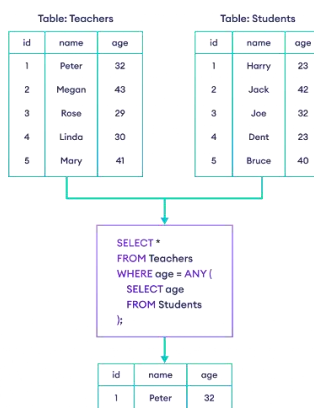 Table: Teachers
id name age
1 Peter 32
2 Megan 43
3 Rose 29
4 Linda 30
5 Mary 41
Table: Students
id name age
1 Harry 23
2 Jack 42
3 Joe 32
4 Dent 23
5 Bruce 40
SELECT *
FROM Teachers
WHERE age = ANY (
SELECT age
FROM Students
);
id name age
1 Peter 32